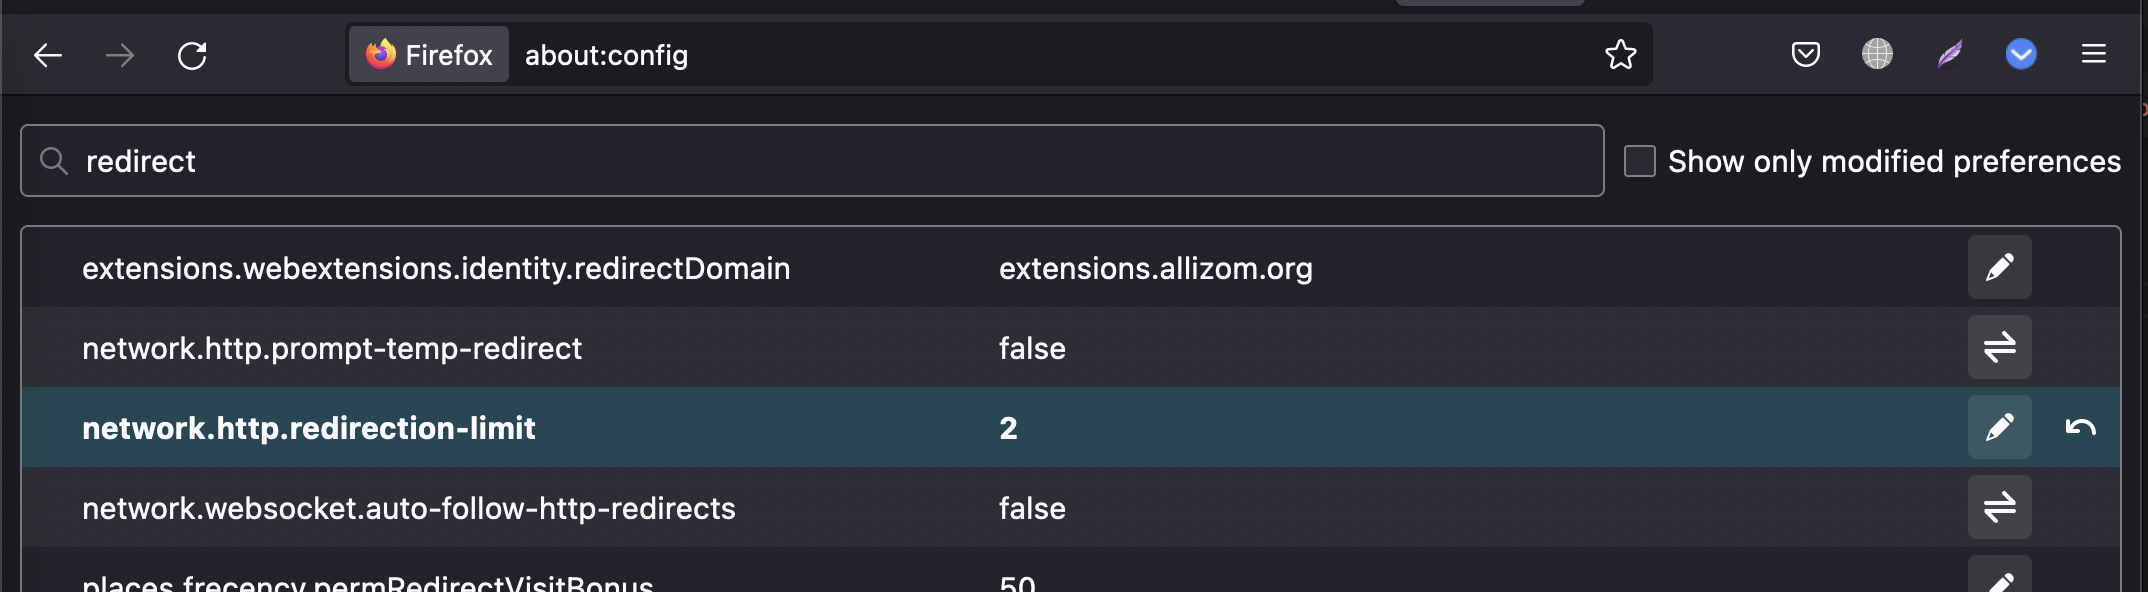 Firefox about:config
redirect
Show only modified preferences
extensions.webextensions.identity.redirectDomain extensions.allizom.org
network.http.prompt-temp-redirect false
network.http.redirection-limit 2
network.websocket.auto-follow-http-redirects false
places.frecency.permRedirectVisitBonus 50